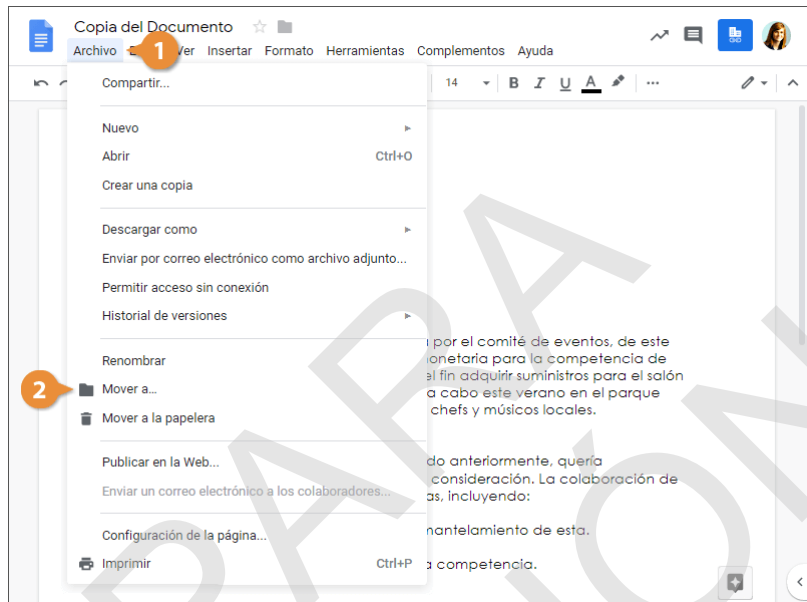 Copia del Documento
Archivo Ver Insertar Formato Herramientas Complementos Ayuda
1
Compartir...
14 B I U A
Nuevo
Abrir Ctrl+O
Crear una copia
Descargar como
Enviar por correo electrónico como archivo adjunto...
Permitir acceso sin conexión
Historial de versiones
por el comité de eventos, de este
Renombrar
monetaria para la competencia de
el fin adquirir suministros para el salón
2
Mover a...
a cabo este verano en el parque
chefs y músicos locales.
Mover a la papelera
Publicar en la Web...
do anteriormente, quería
consideración. La colaboración de
Enviar un correo electrónico a los colaboradores...
as, incluyendo:
Configuración de la página...
mantelamiento de esta.
Imprimir Ctrl+P
a competencia.
PARA